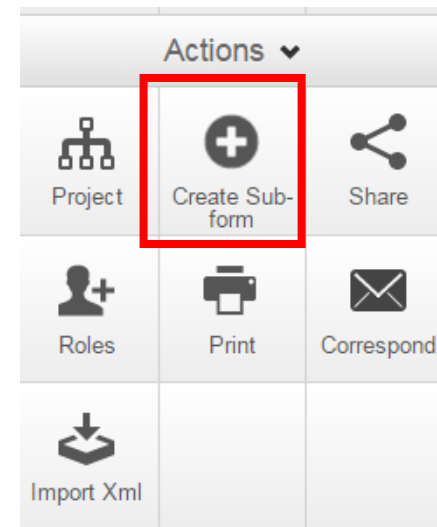 Actions
Project
Create Sub-
form
Share
Roles
Print
Correspond
Import Xml